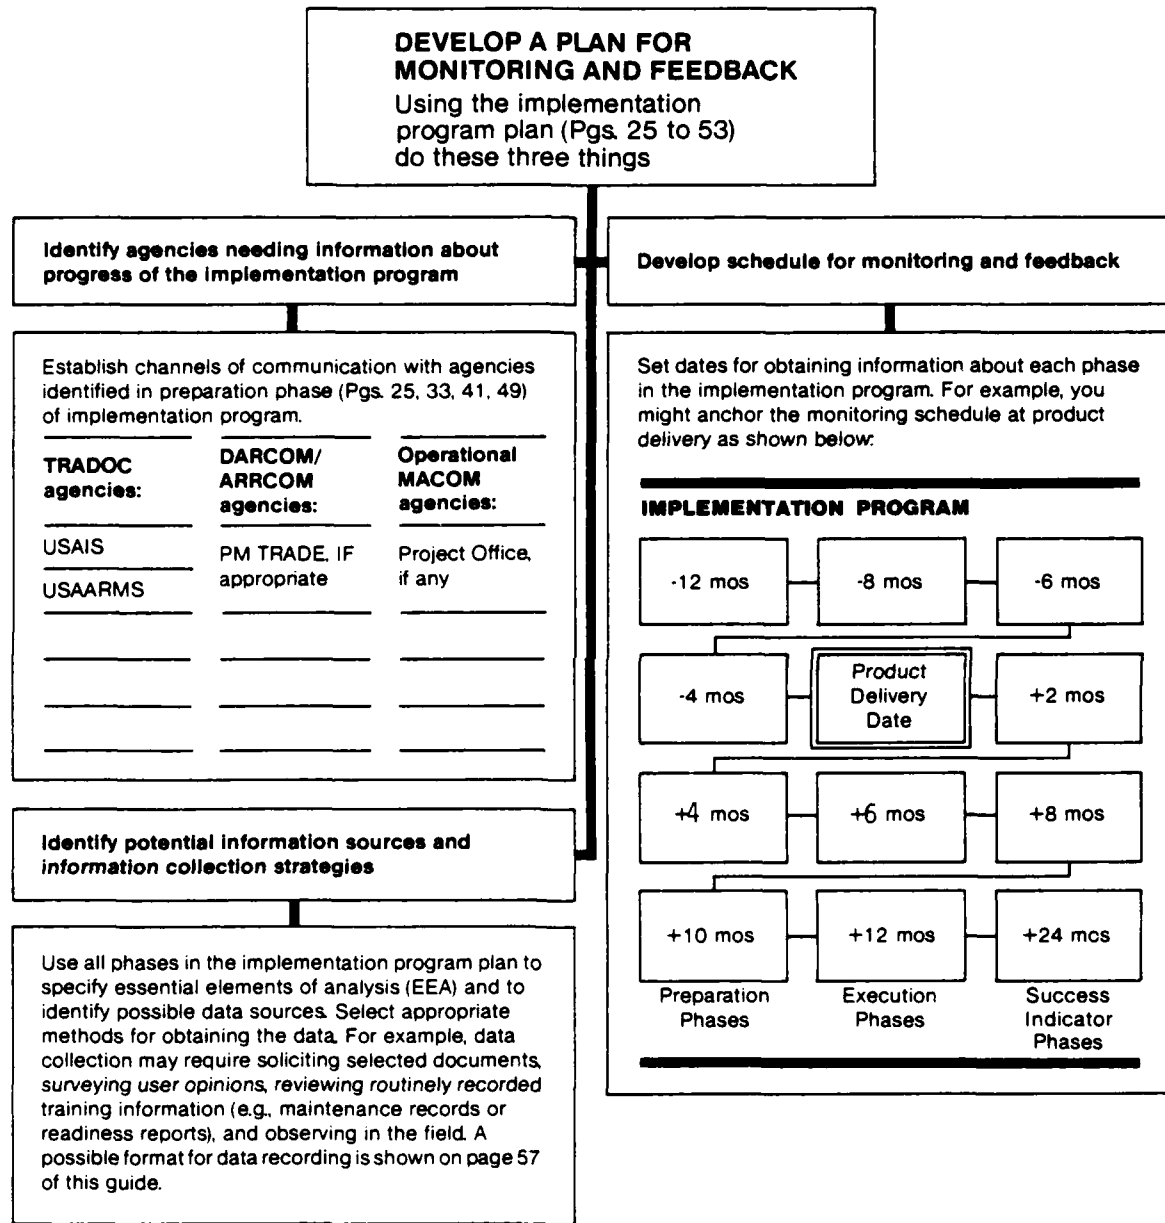 DEVELOP A PLAN FOR
MONITORING AND FEEDBACK
Using the implementation
program plan (Pgs. 25 to 53)
do these three things
Identify agencies needing information about
progress of the implementation program
Establish channels of communication with agencies
identified in preparation phase (Pgs. 25, 33, 41, 49)
of implementation program.
TRADOC
agencies:
USAIS
USAARMS
DARCOM/
ARRCOM
agencies:
PM TRADE, IF
appropriate
Operational
MACOM
agencies:
Project Office,
if any
Identify potential information sources and
information collection strategies
Use all phases in the implementation program plan to
specify essential elements of analysis (EEA) and to
identify possible data sources. Select appropriate
methods for obtaining the data. For example, data
collection may require soliciting selected documents,
surveying user opinions, reviewing routinely recorded
training information (e.g., maintenance records or
readiness reports), and observing in the field. A
possible format for data recording is shown on page 57
of this guide.
Develop schedule for monitoring and feedback
Set dates for obtaining information about each phase
in the implementation program. For example, you
might anchor the monitoring schedule at product
delivery as shown below:
IMPLEMENTATION PROGRAM
-12 mos
-8 mos
-6 mos
-4 mos
Product
Delivery
Date
+2 mos
+4 mos
+6 mos
+8 mos
+10 mos
+12 mos
+24 mos
Preparation
Phases
Execution
Phases
Success
Indicator
Phases